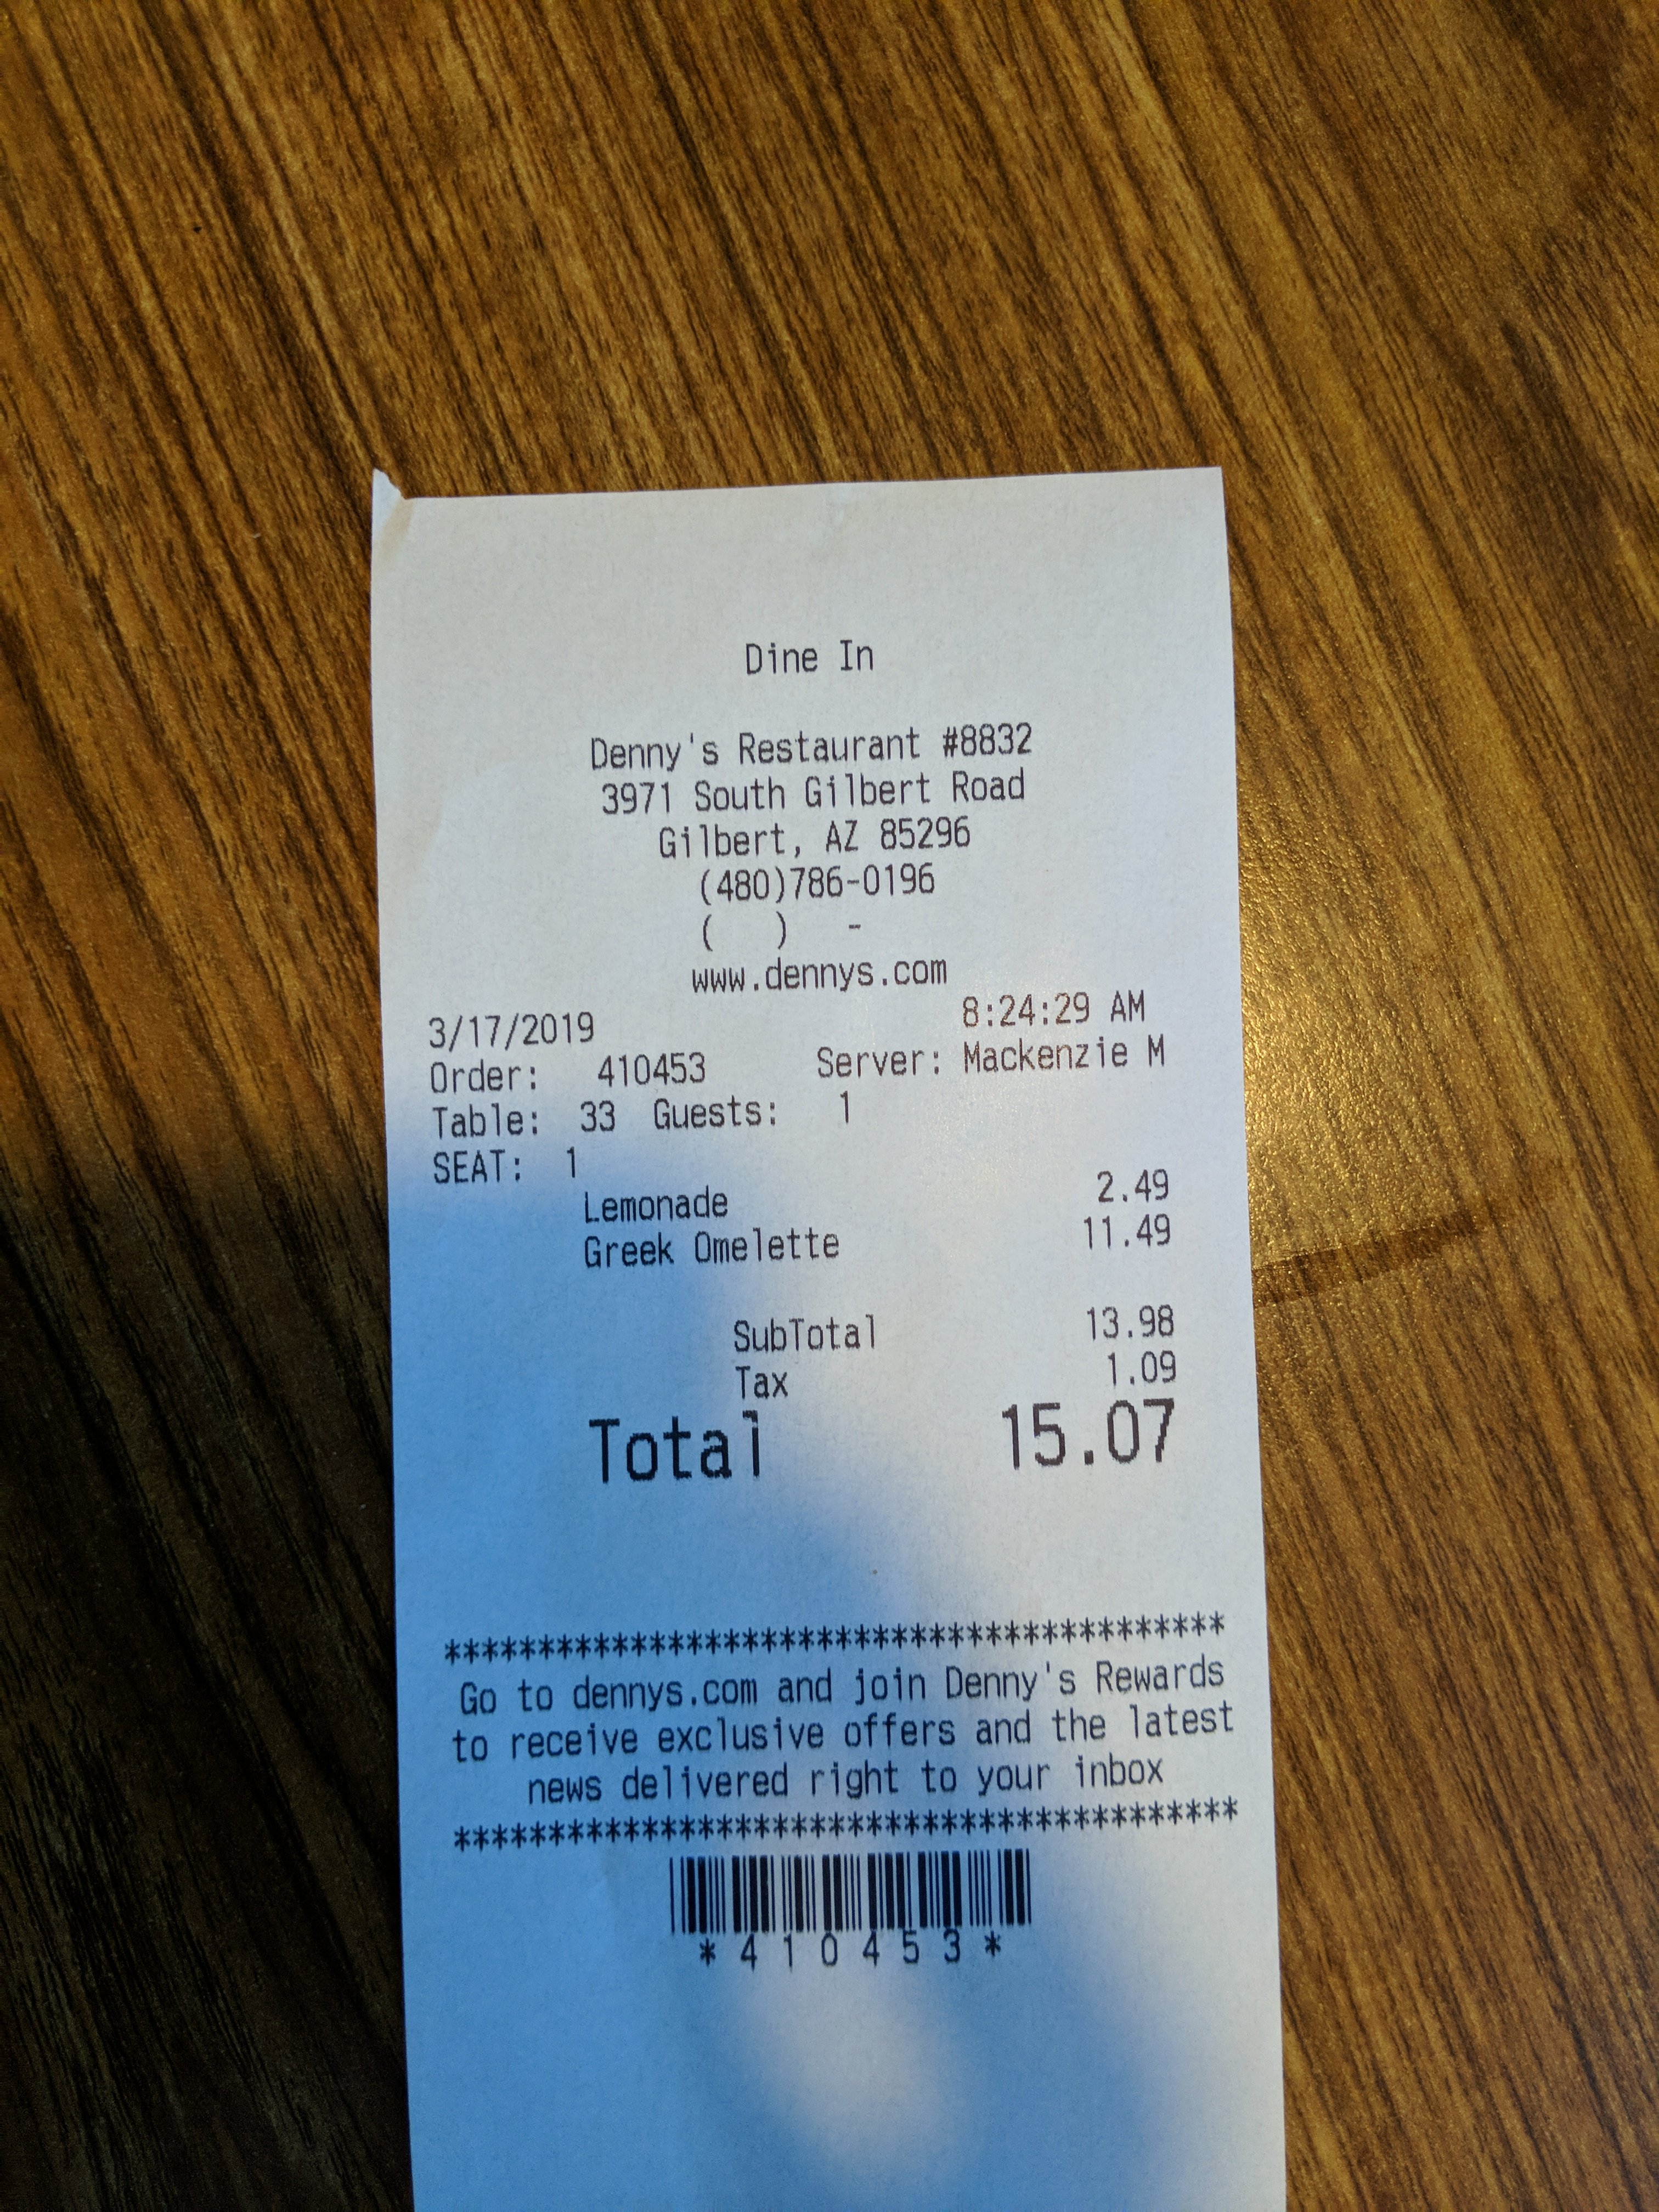 Dine In
Denny's Restaurant #8832
3971 South Gilbert Road
Gilbert, AZ 85296
(480)786-0196
(   )   -
www.dennys.com
3/17/2019 8:24:29 AM
Order: 410453 Server: Mackenzie M
Table: 33 Guests: 1
SEAT: 1
Lemonade 2.49
Greek Omelette 11.49
SubTotal 13.98
Tax 1.09
Total 15.07
******************************************
Go to dennys.com and join Denny's Rewards
to receive exclusive offers and the latest
news delivered right to your inbox
******************************************
*410453*